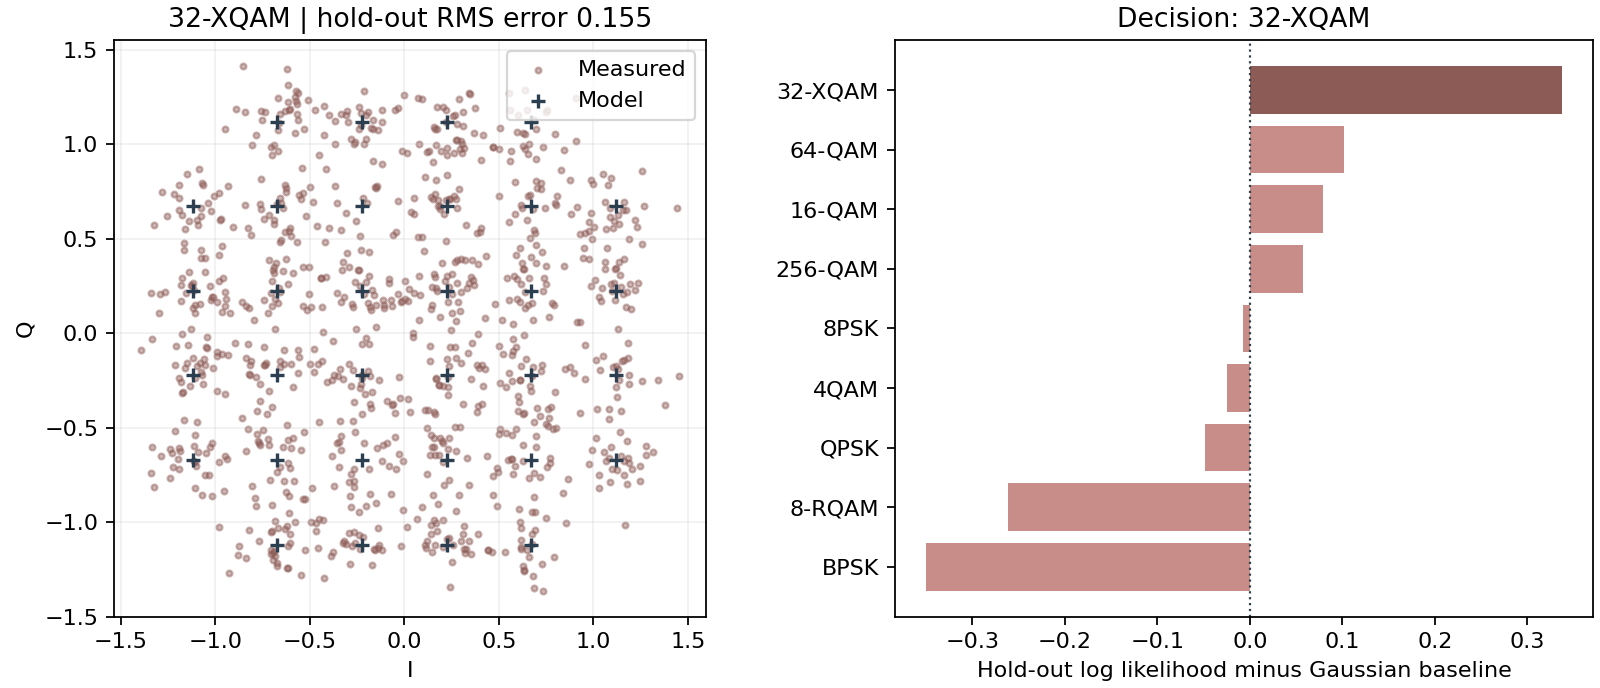 32-XQAM | hold-out RMS error 0.155
Measured
Model
1.5
1.0
0.5
0.0
−0.5
−1.0
−1.5
Q
−1.5 −1.0 −0.5 0.0 0.5 1.0 1.5
I
Decision: 32-XQAM
32-XQAM
64-QAM
16-QAM
256-QAM
8PSK
4QAM
QPSK
8-RQAM
BPSK
−0.3 −0.2 −0.1 0.0 0.1 0.2 0.3
Hold-out log likelihood minus Gaussian baseline